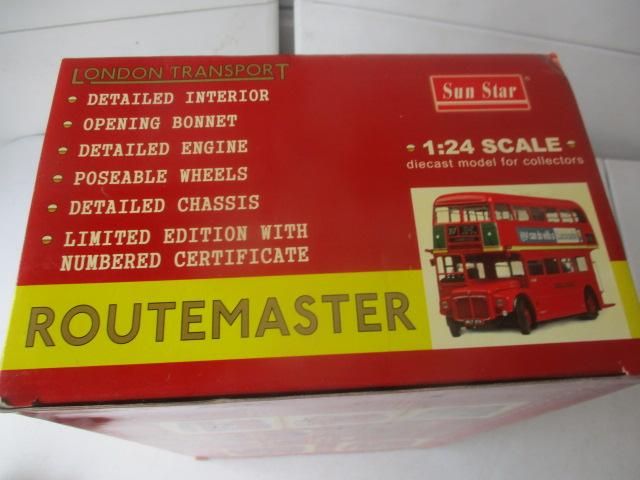 LONDON TRANSPORT
• DETAILED INTERIOR
• OPENING BONNET
• DETAILED ENGINE
• POSEABLE WHEELS
• DETAILED CHASSIS
• LIMITED EDITION WITH
NUMBERED CERTIFICATE
Sun Star®
• 1:24 SCALE •
diecast model for collectors
ROUTEMASTER